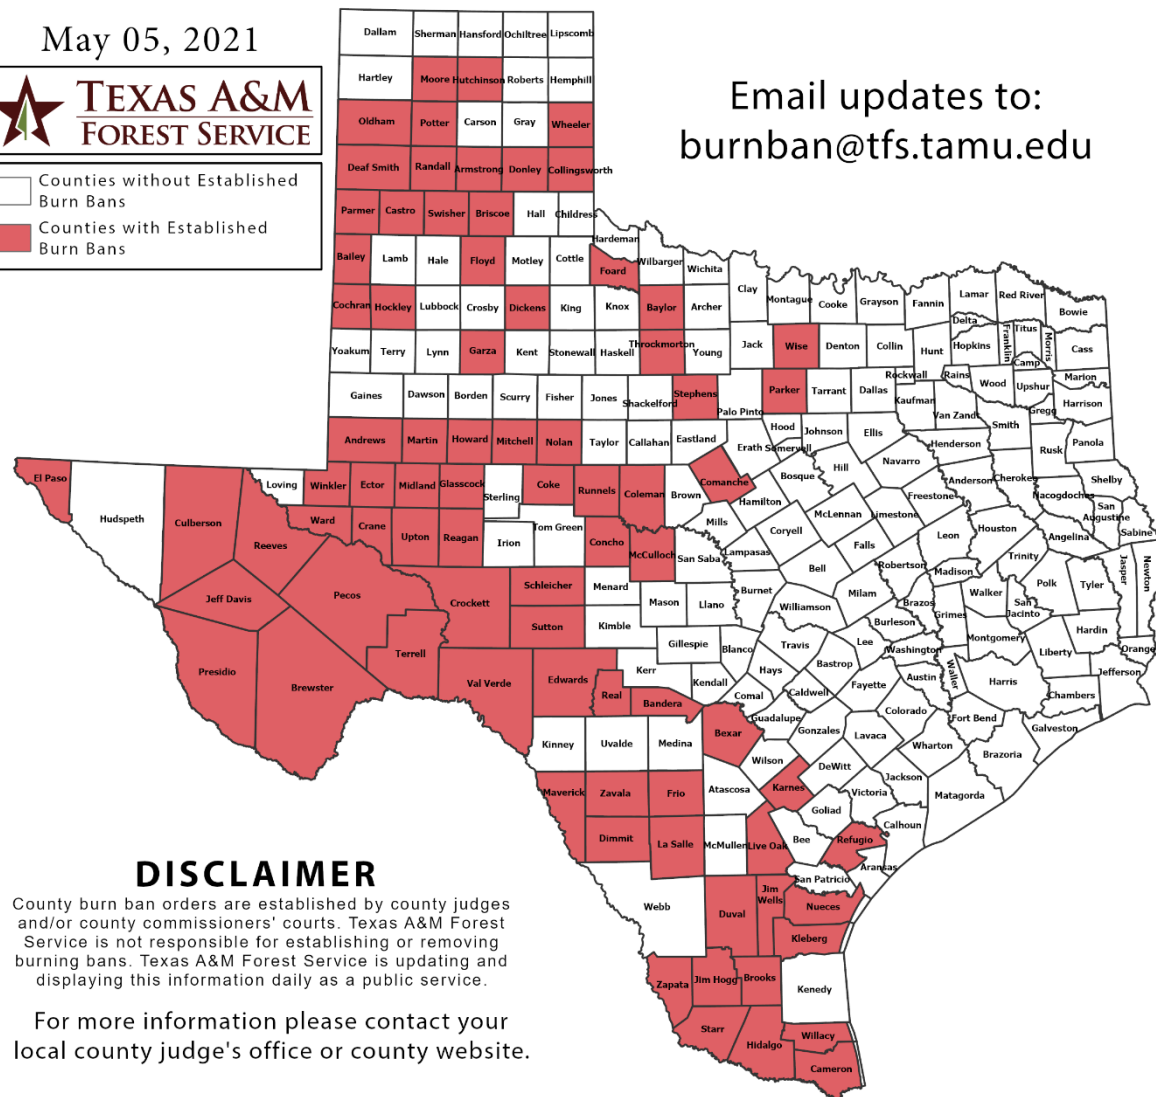 May 05, 2021
TEXAS A&M
FOREST SERVICE
Counties without Established
Burn Bans
Counties with Established
Burn Bans
Email updates to:
burnban@tfs.tamu.edu
Dallam Sherman Hansford Ochiltree Lipscomb
Hartley Moore Hutchinson Roberts Hemphill
Oldham Potter Carson Gray Wheeler
Deaf Smith Randall Armstrong Donley Collingsworth
Parmer Castro Swisher Briscoe Hall Childress
Hardeman
Bailey Lamb Hale Floyd Motley Cottle Foard Wilbarger Wichita
Cochran Hockley Lubbock Crosby Dickens King Knox Baylor Archer Clay Montague Cooke Grayson Fannin Lamar Red River Bowie
Delta Titus
Yoakum Terry Lynn Garza Kent Stonewall Haskell Throckmorton Young Jack Wise Denton Collin Hunt Hopkins Franklin Morris Cass
Camp
Rockwall Rains Marion
Gaines Dawson Borden Scurry Fisher Jones Shackelford Stephens Palo Pinto Parker Tarrant Dallas Kaufman Van Zandt Wood Upshur Gregg Harrison
Andrews Martin Howard Mitchell Nolan Taylor Callahan Eastland Erath Hood Somervell Johnson Ellis Henderson Smith Rusk Panola
El Paso Hudspeth Culberson Loving Winkler Ector Midland Glasscock Sterling Coke Runnels Coleman Brown Comanche Hamilton Bosque Hill Navarro Freestone Anderson Cherokee Nacogdoches Shelby
San Augustine Sabine
Reeves Ward Crane Upton Reagan Irion Tom Green Concho McCulloch San Saba Mills Lampasas Coryell McLennan Limestone Falls Leon Houston Angelina
Jeff Davis Pecos Crockett Schleicher Menard Mason Llano Burnet Bell Milam Robertson Madison Trinity Walker Polk Tyler Jasper Newton
San Jacinto
Presidio Brewster Terrell Sutton Kimble Gillespie Blanco Williamson Travis Lee Burleson Brazos Grimes Washington Montgomery Liberty Hardin Orange
Val Verde Edwards Real Kerr Bandera Kendall Comal Hays Caldwell Bastrop Fayette Austin Waller Harris Chambers Jefferson
Kinney Uvalde Medina Bexar Guadalupe Gonzales Lavaca Colorado Wharton Fort Bend Brazoria Galveston
Maverick Zavala Frio Atascosa Wilson Karnes DeWitt Victoria Jackson Matagorda
Dimmit La Salle McMullen Live Oak Bee Goliad Refugio Calhoun Aransas
San Patricio
Webb Duval Jim Wells Nueces
Kleberg
Zapata Jim Hogg Brooks Kenedy
Starr Hidalgo Willacy
Cameron
DISCLAIMER
County burn ban orders are established by county judges
and/or county commissioners' courts. Texas A&M Forest
Service is not responsible for establishing or removing
burning bans. Texas A&M Forest Service is updating and
displaying this information daily as a public service.
For more information please contact your
local county judge's office or county website.